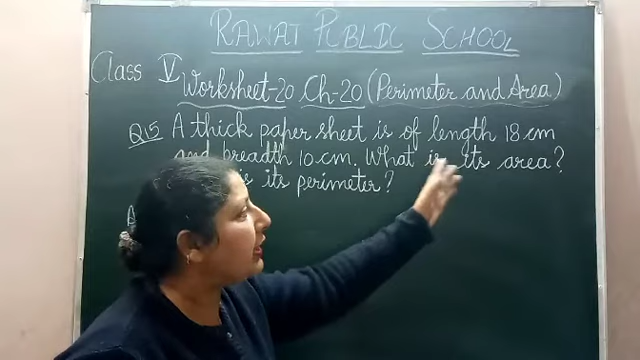 RAWAT PUBLIC SCHOOL
Class V
Worksheet-20 Ch-20 (Perimeter and Area)
Q15 A thick paper sheet is of length 18 cm
and breadth 10 cm. What is its area?
is its perimeter?
A